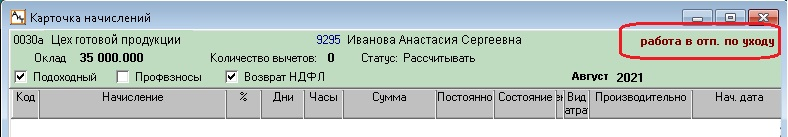 Карточка начислений
0030а Цех готовой продукции 9295 Иванова Анастасия Сергеевна работа в отп. по уходу
Оклад 35 000.000 Количество вычетов: 0 Статус: Рассчитывать
Подоходный Профвзносы Возврат НДФЛ Август 2021
Код Начисление % Дни Часы Сумма Постоянно Состояние Вид Производительно Нач. дата
атра